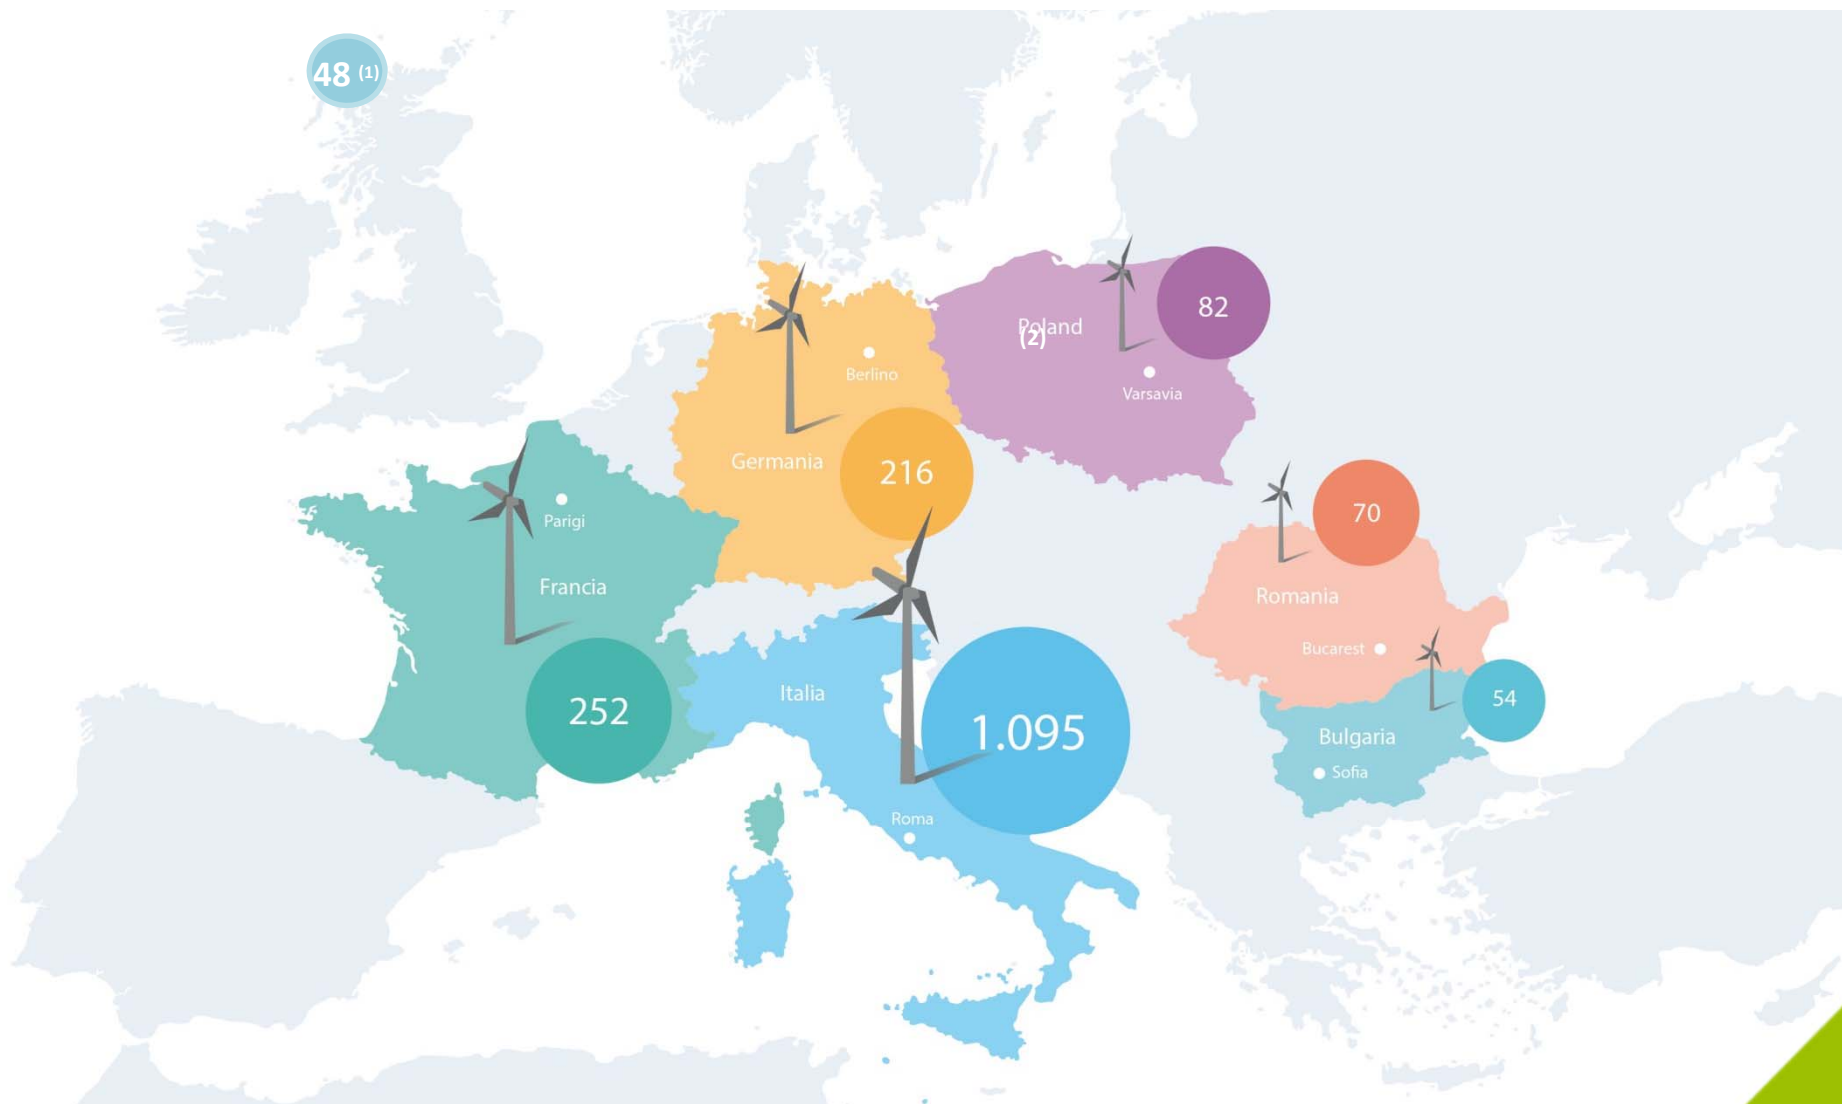 48 (1)
82
Poland
(2)
Berlino
Varsavia
Germania
216
70
Parigi
Francia
Romania
Bucarest
Italia
252
1.095
54
Bulgaria
Sofia
Roma